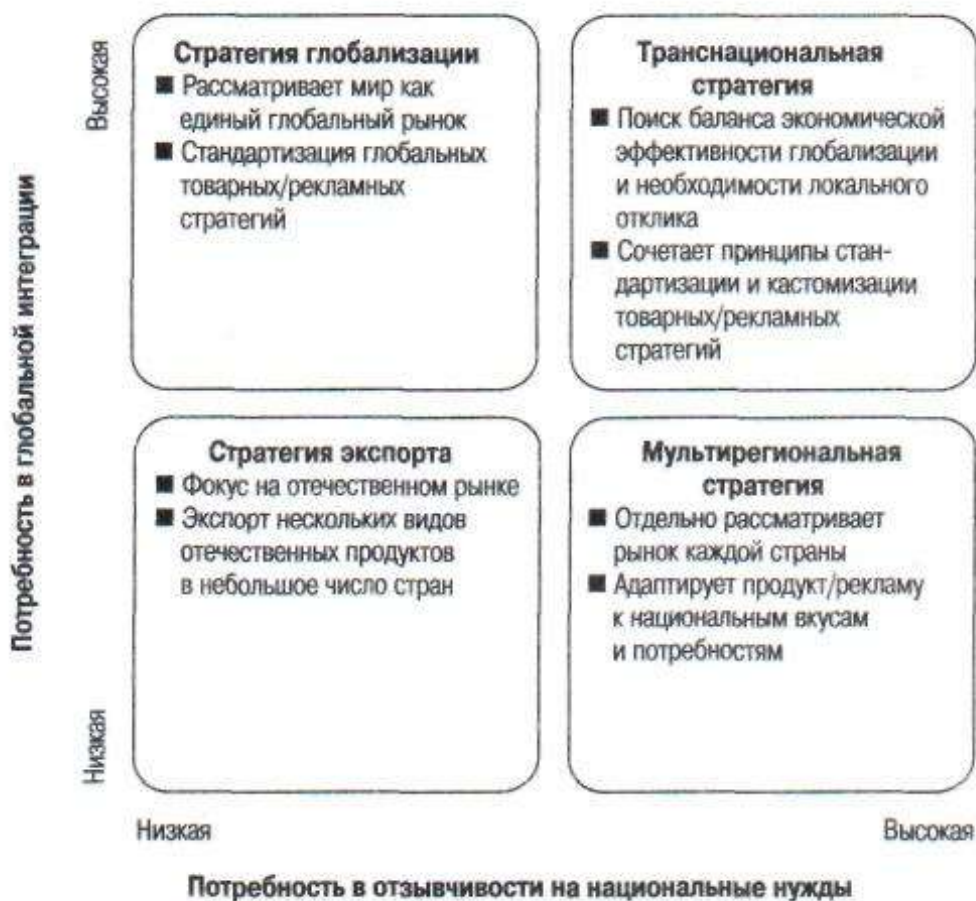 Потребность в глобальной интеграции
Высокая
Стратегия глобализации
■ Рассматривает мир как
единый глобальный рынок
■ Стандартизация глобальных
товарных/рекламных
стратегий
Транснациональная
стратегия
■ Поиск баланса экономической
эффективности глобализации
и необходимости локального
отклика
■ Сочетает принципы стан-
дартизации и кастомизации
товарных/рекламных
стратегий
Низкая
Стратегия экспорта
■ Фокус на отечественном рынке
■ Экспорт нескольких видов
отечественных продуктов
в небольшое число стран
Мультирегиональная
стратегия
■ Отдельно рассматривает
рынок каждой страны
■ Адаптирует продукт/рекламу
к национальным вкусам
и потребностям
Низкая
Высокая
Потребность в отзывчивости на национальные нужды